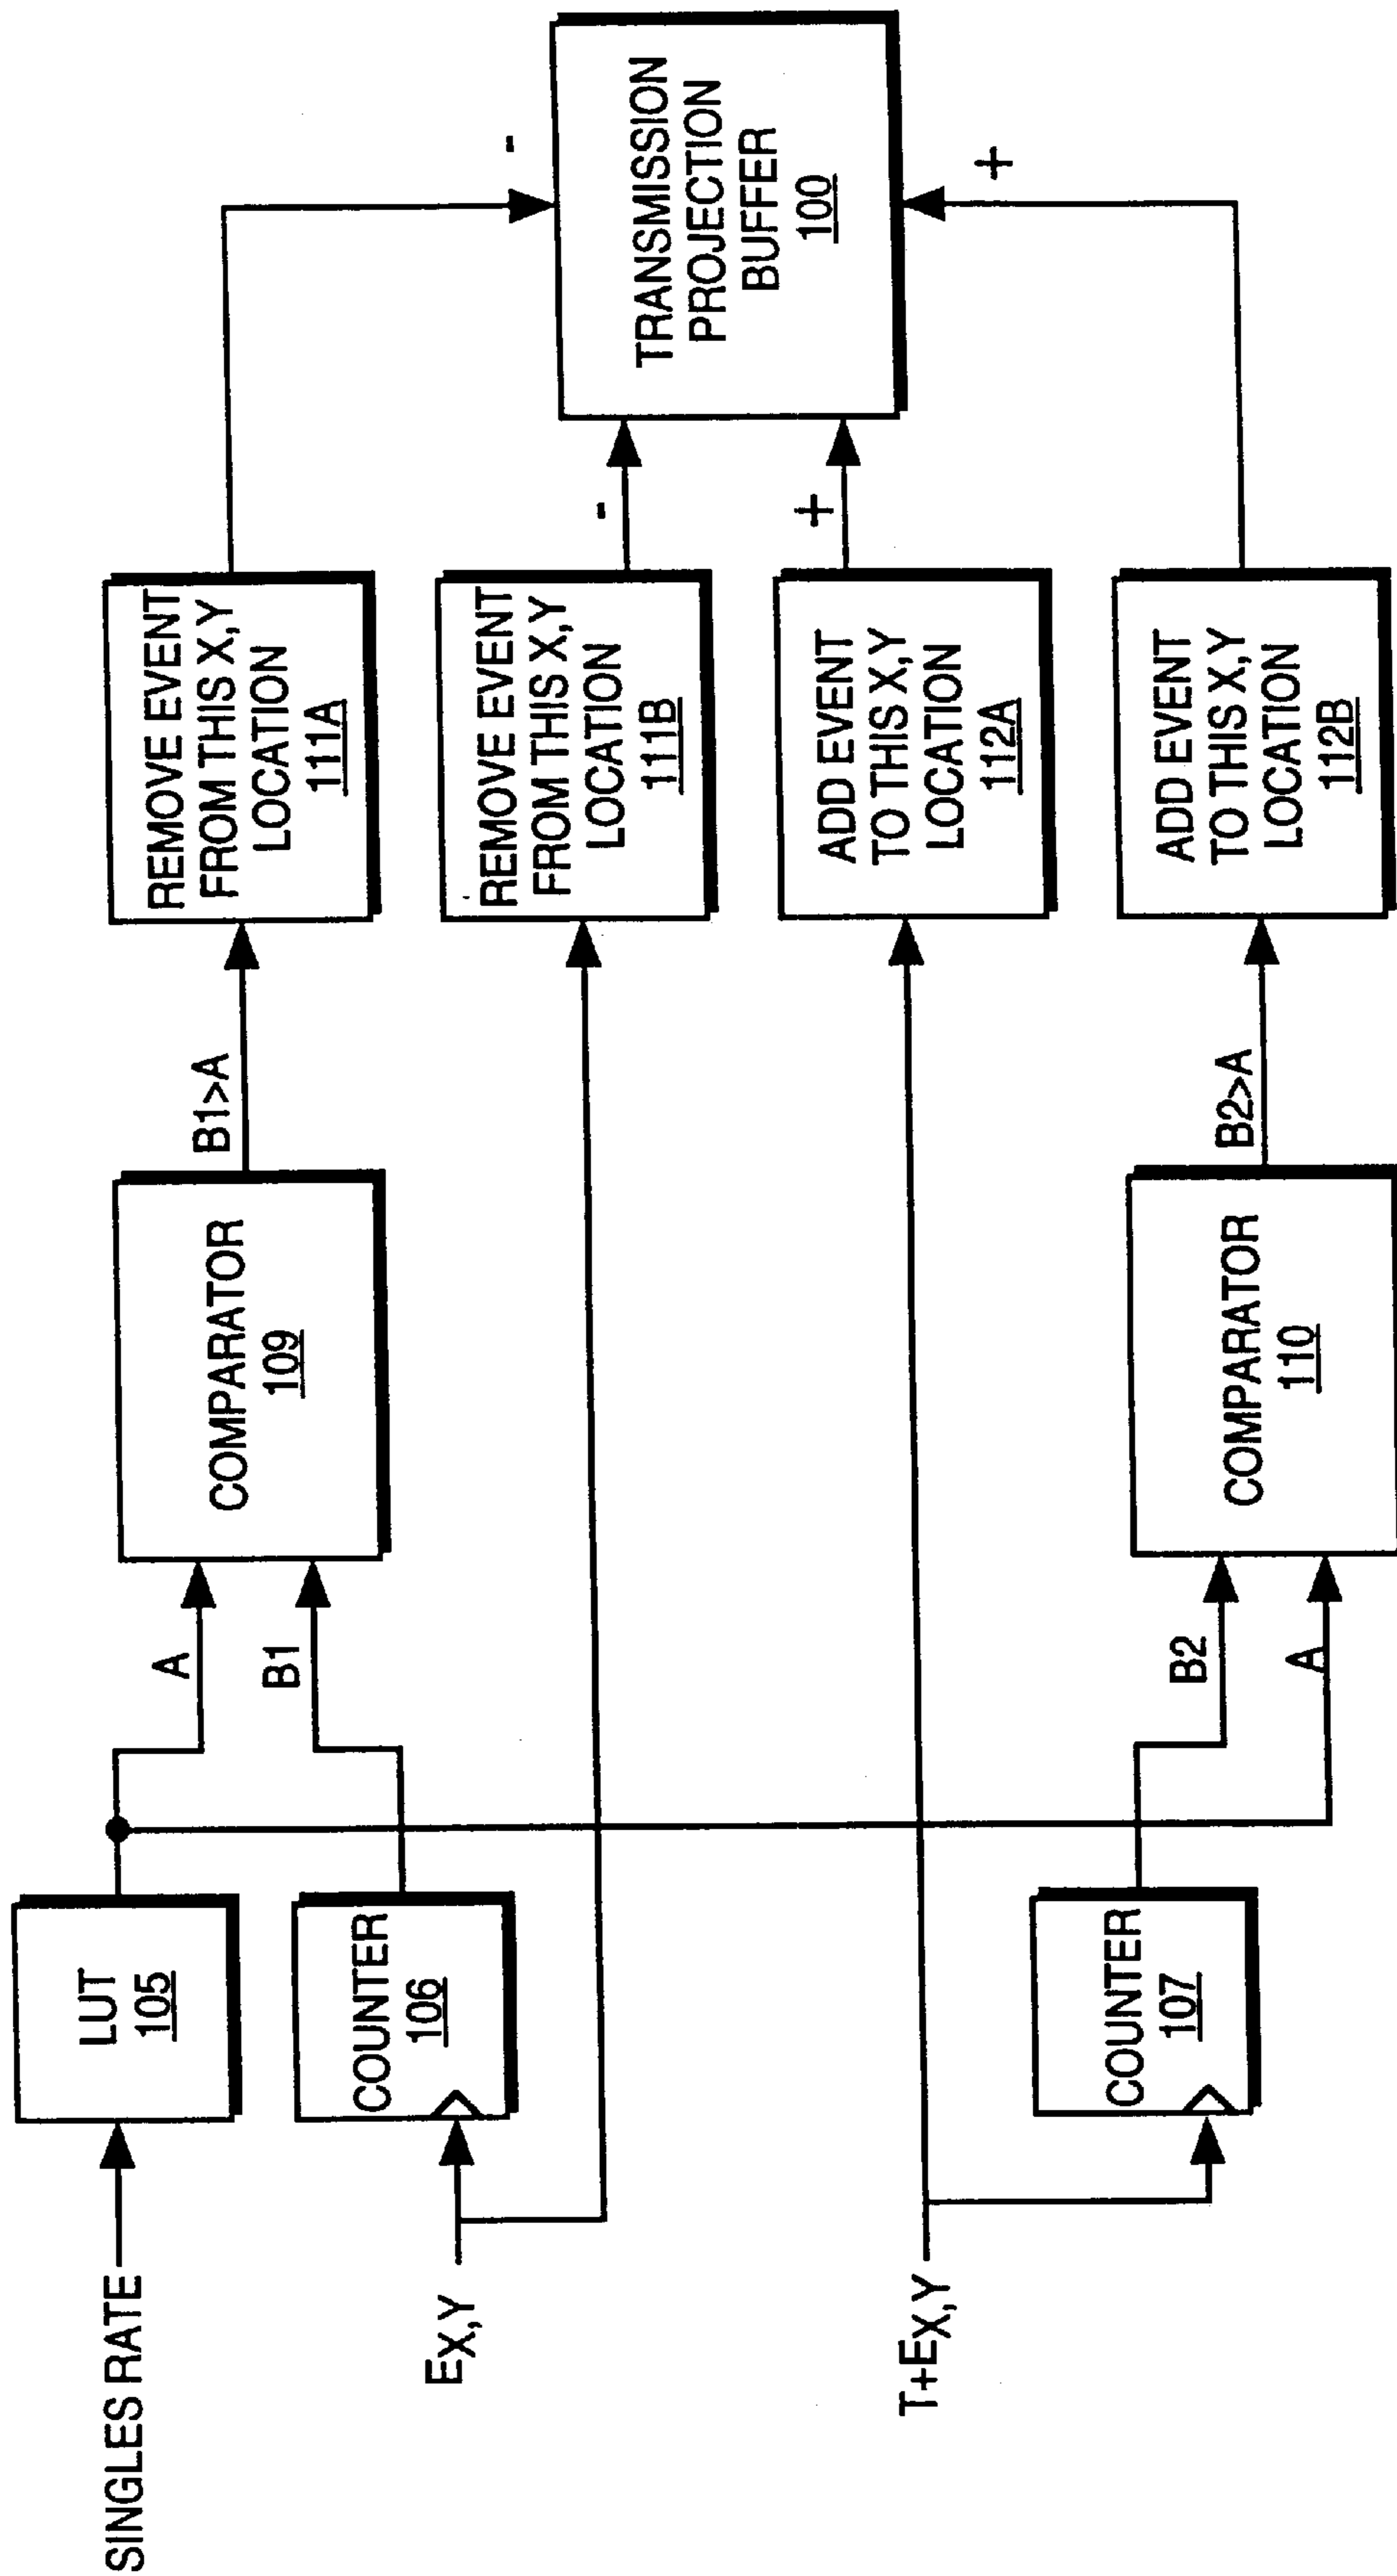 SINGLES RATE
LUT
105
A
COUNTER
106
B1
COMPARATOR
109
B1>A
REMOVE EVENT
FROM THIS X,Y
LOCATION
111A
-
EX,Y
REMOVE EVENT
FROM THIS X,Y
LOCATION
111B
-
TRANSMISSION
PROJECTION
BUFFER
100
T+EX,Y
ADD EVENT
TO THIS X,Y
LOCATION
112A
+
COUNTER
107
B2
A
COMPARATOR
110
B2>A
ADD EVENT
TO THIS X,Y
LOCATION
112B
+